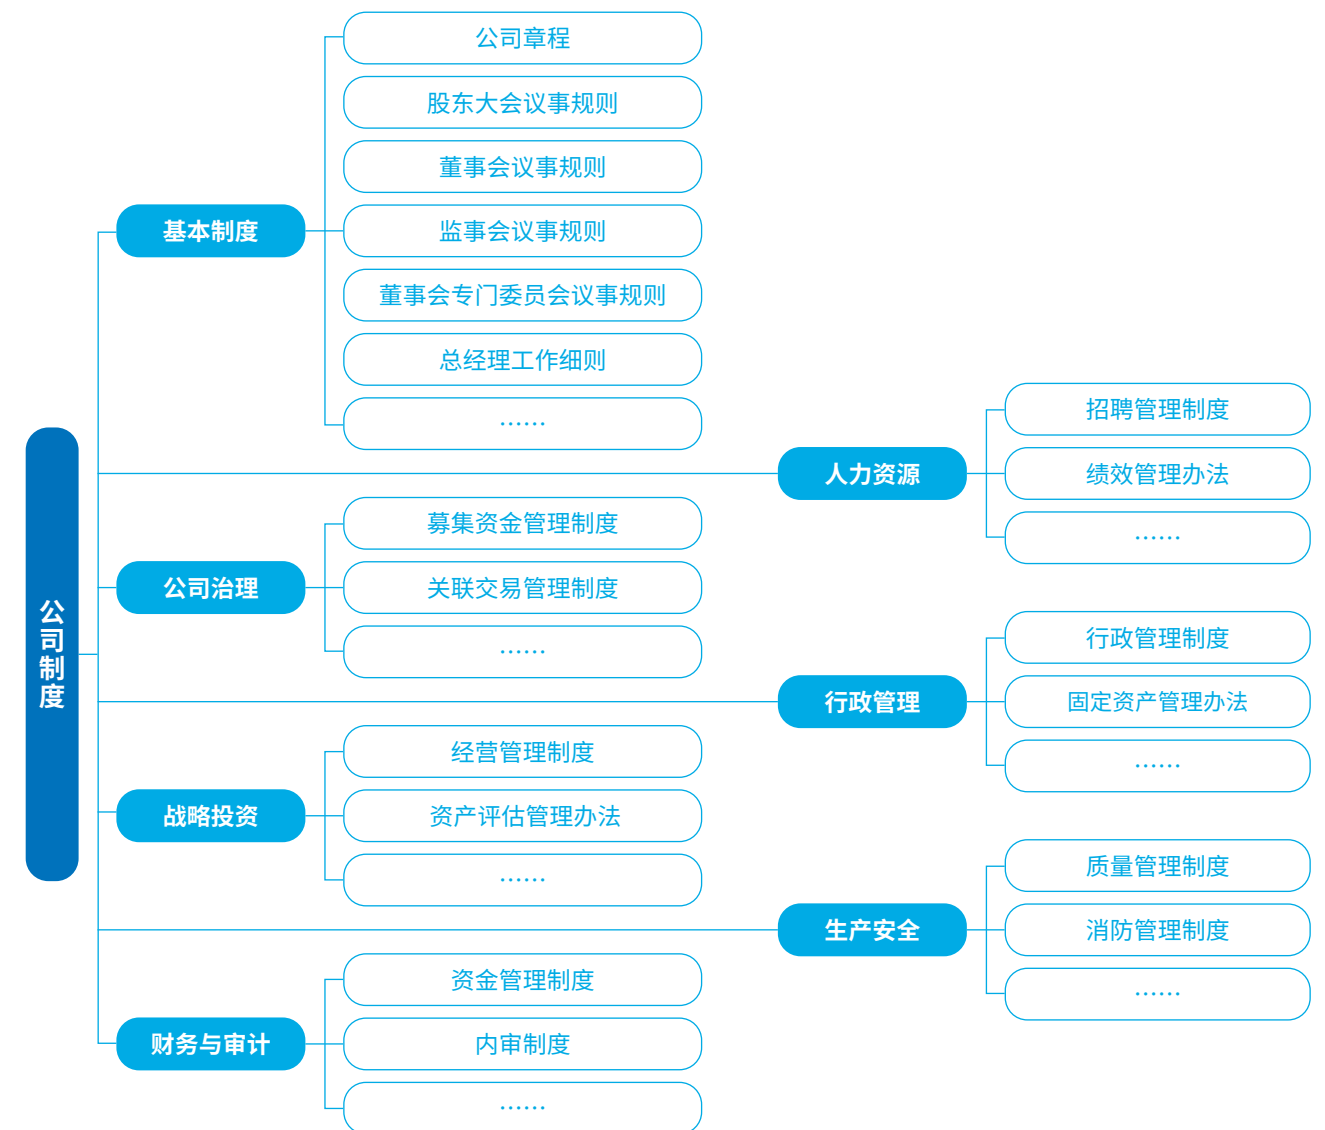 公司制度
基本制度
公司章程
股东大会议事规则
董事会议事规则
监事会议事规则
董事会专门委员会议事规则
总经理工作细则
……
人力资源
招聘管理制度
绩效管理办法
……
公司治理
募集资金管理制度
关联交易管理制度
……
行政管理
行政管理制度
固定资产管理办法
……
战略投资
经营管理制度
资产评估管理办法
……
生产安全
质量管理制度
消防管理制度
……
财务与审计
资金管理制度
内审制度
……